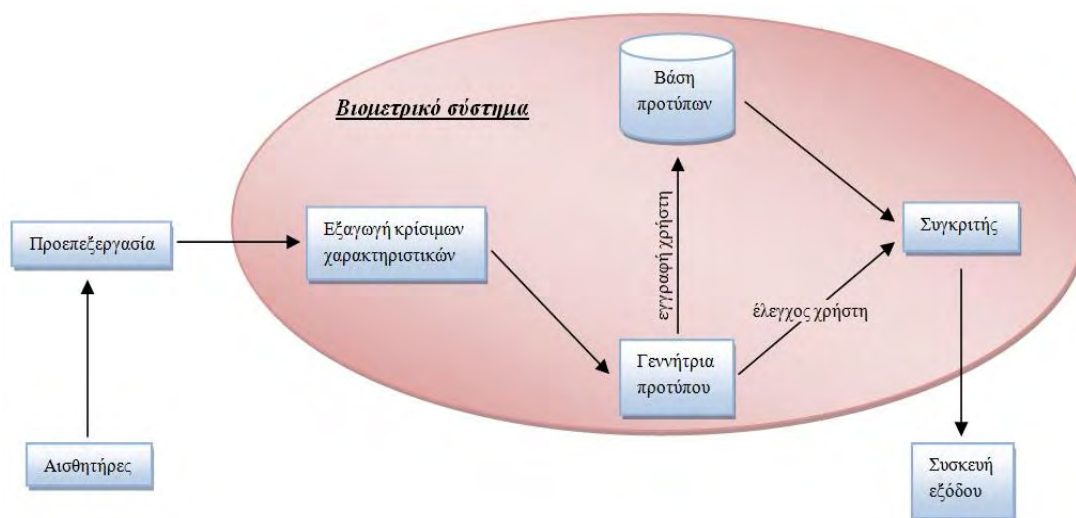 Βάση
προτύπων
Βιομετρικό σύστημα
Προεπεξεργασία
Εξαγωγή κρίσιμων
χαρακτηριστικών
εγγραφή χρήστη
Συγκριτής
έλεγχος χρήστη
Γεννήτρια
προτύπου
Αισθητήρες
Συσκευή
εξόδου